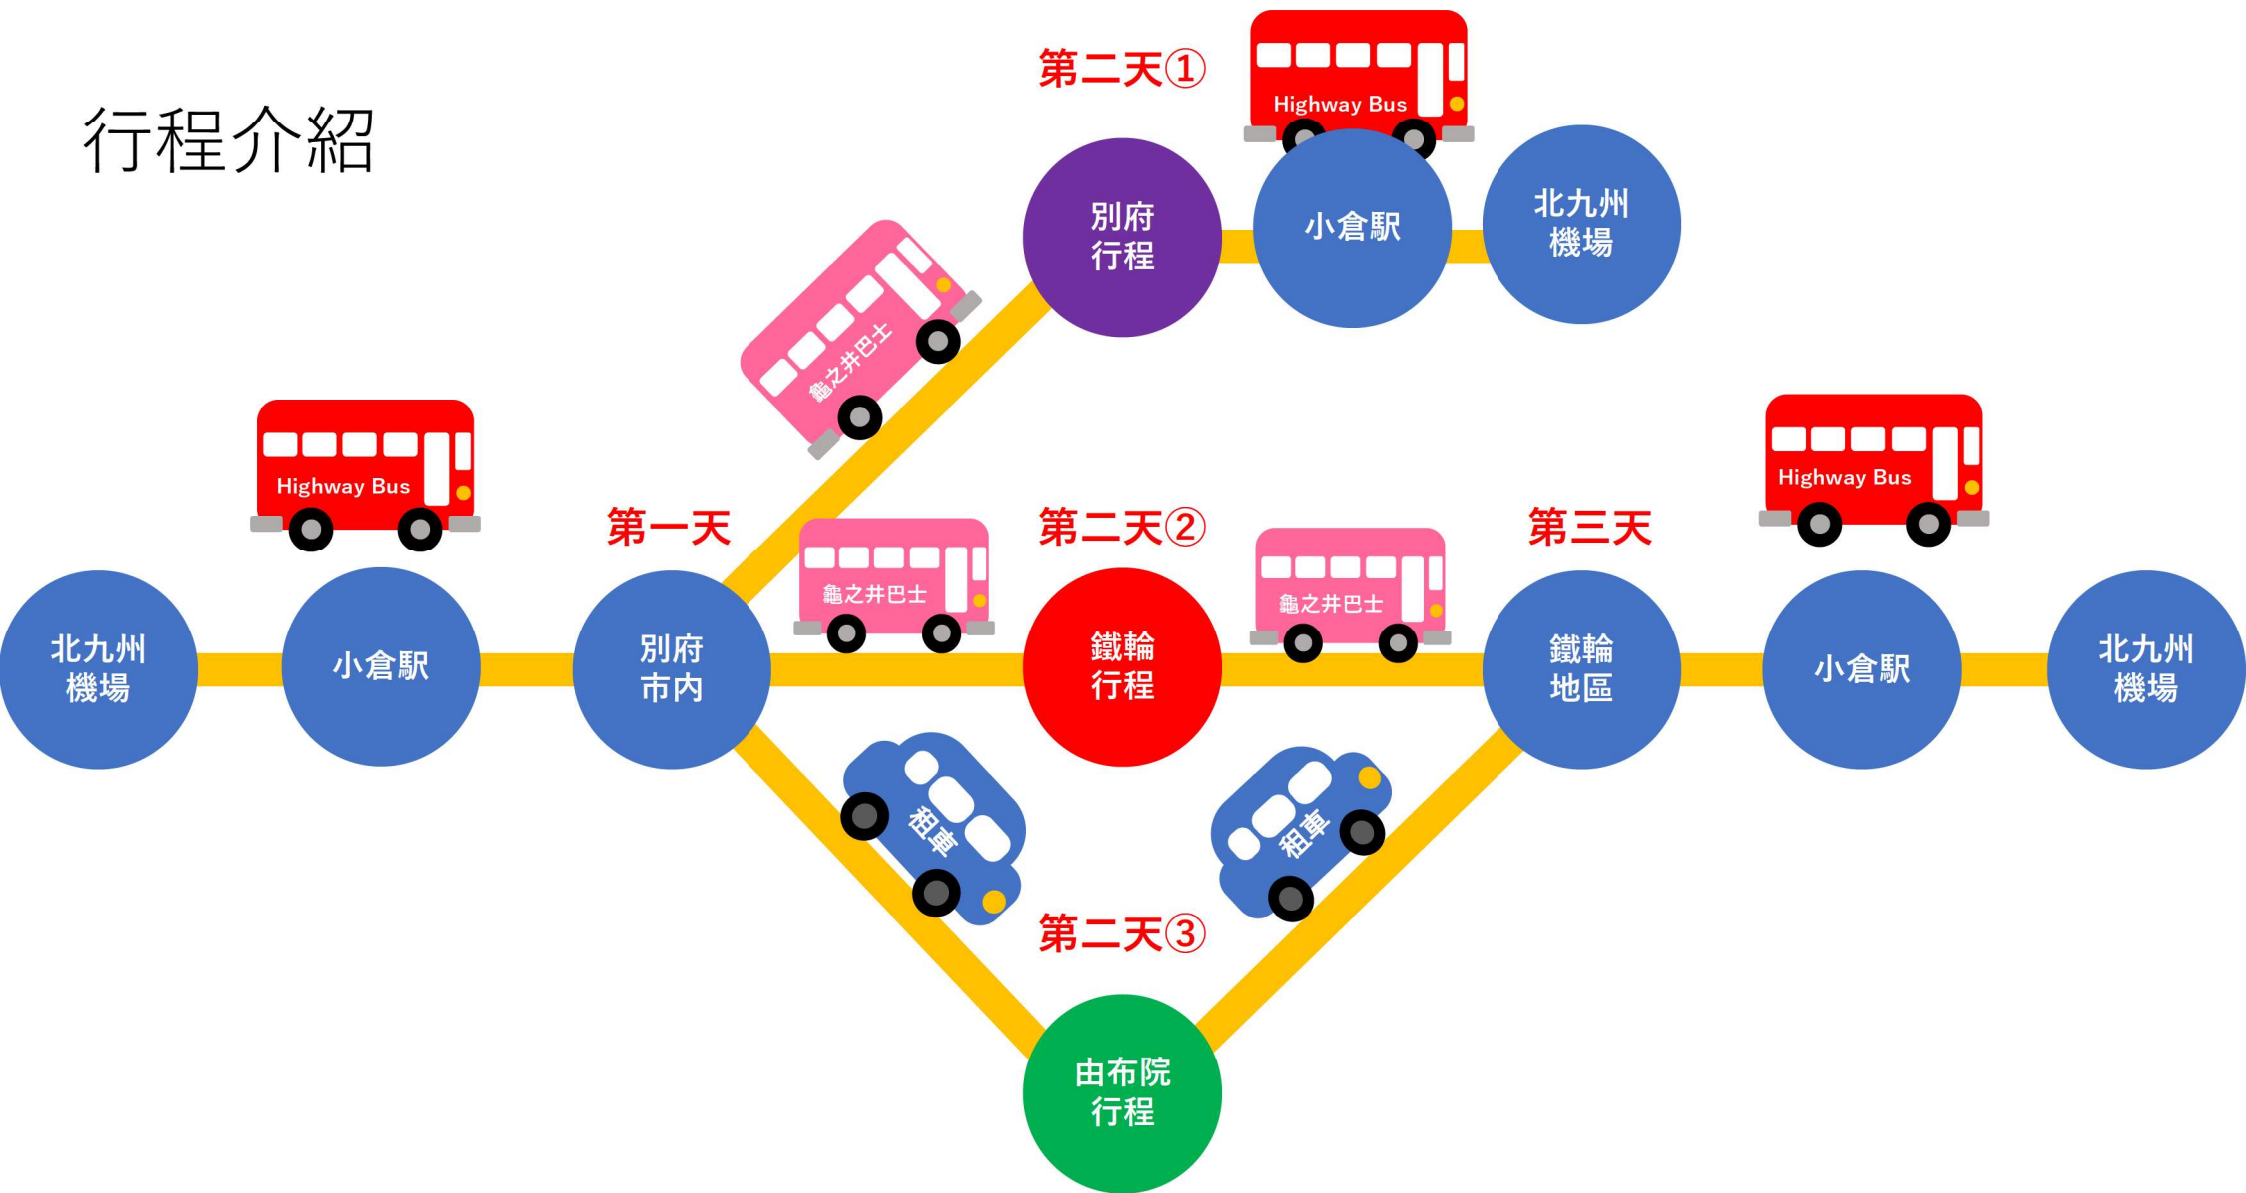 行程介紹
第二天①
Highway Bus
別府
行程
小倉駅
北九州
機場
龜之井巴士
Highway Bus
第一天
龜之井巴士
第二天②
龜之井巴士
第三天
Highway Bus
北九州
機場
小倉駅
別府
市内
鐵輪
行程
鐵輪
地區
小倉駅
北九州
機場
租車
租車
第二天③
由布院
行程